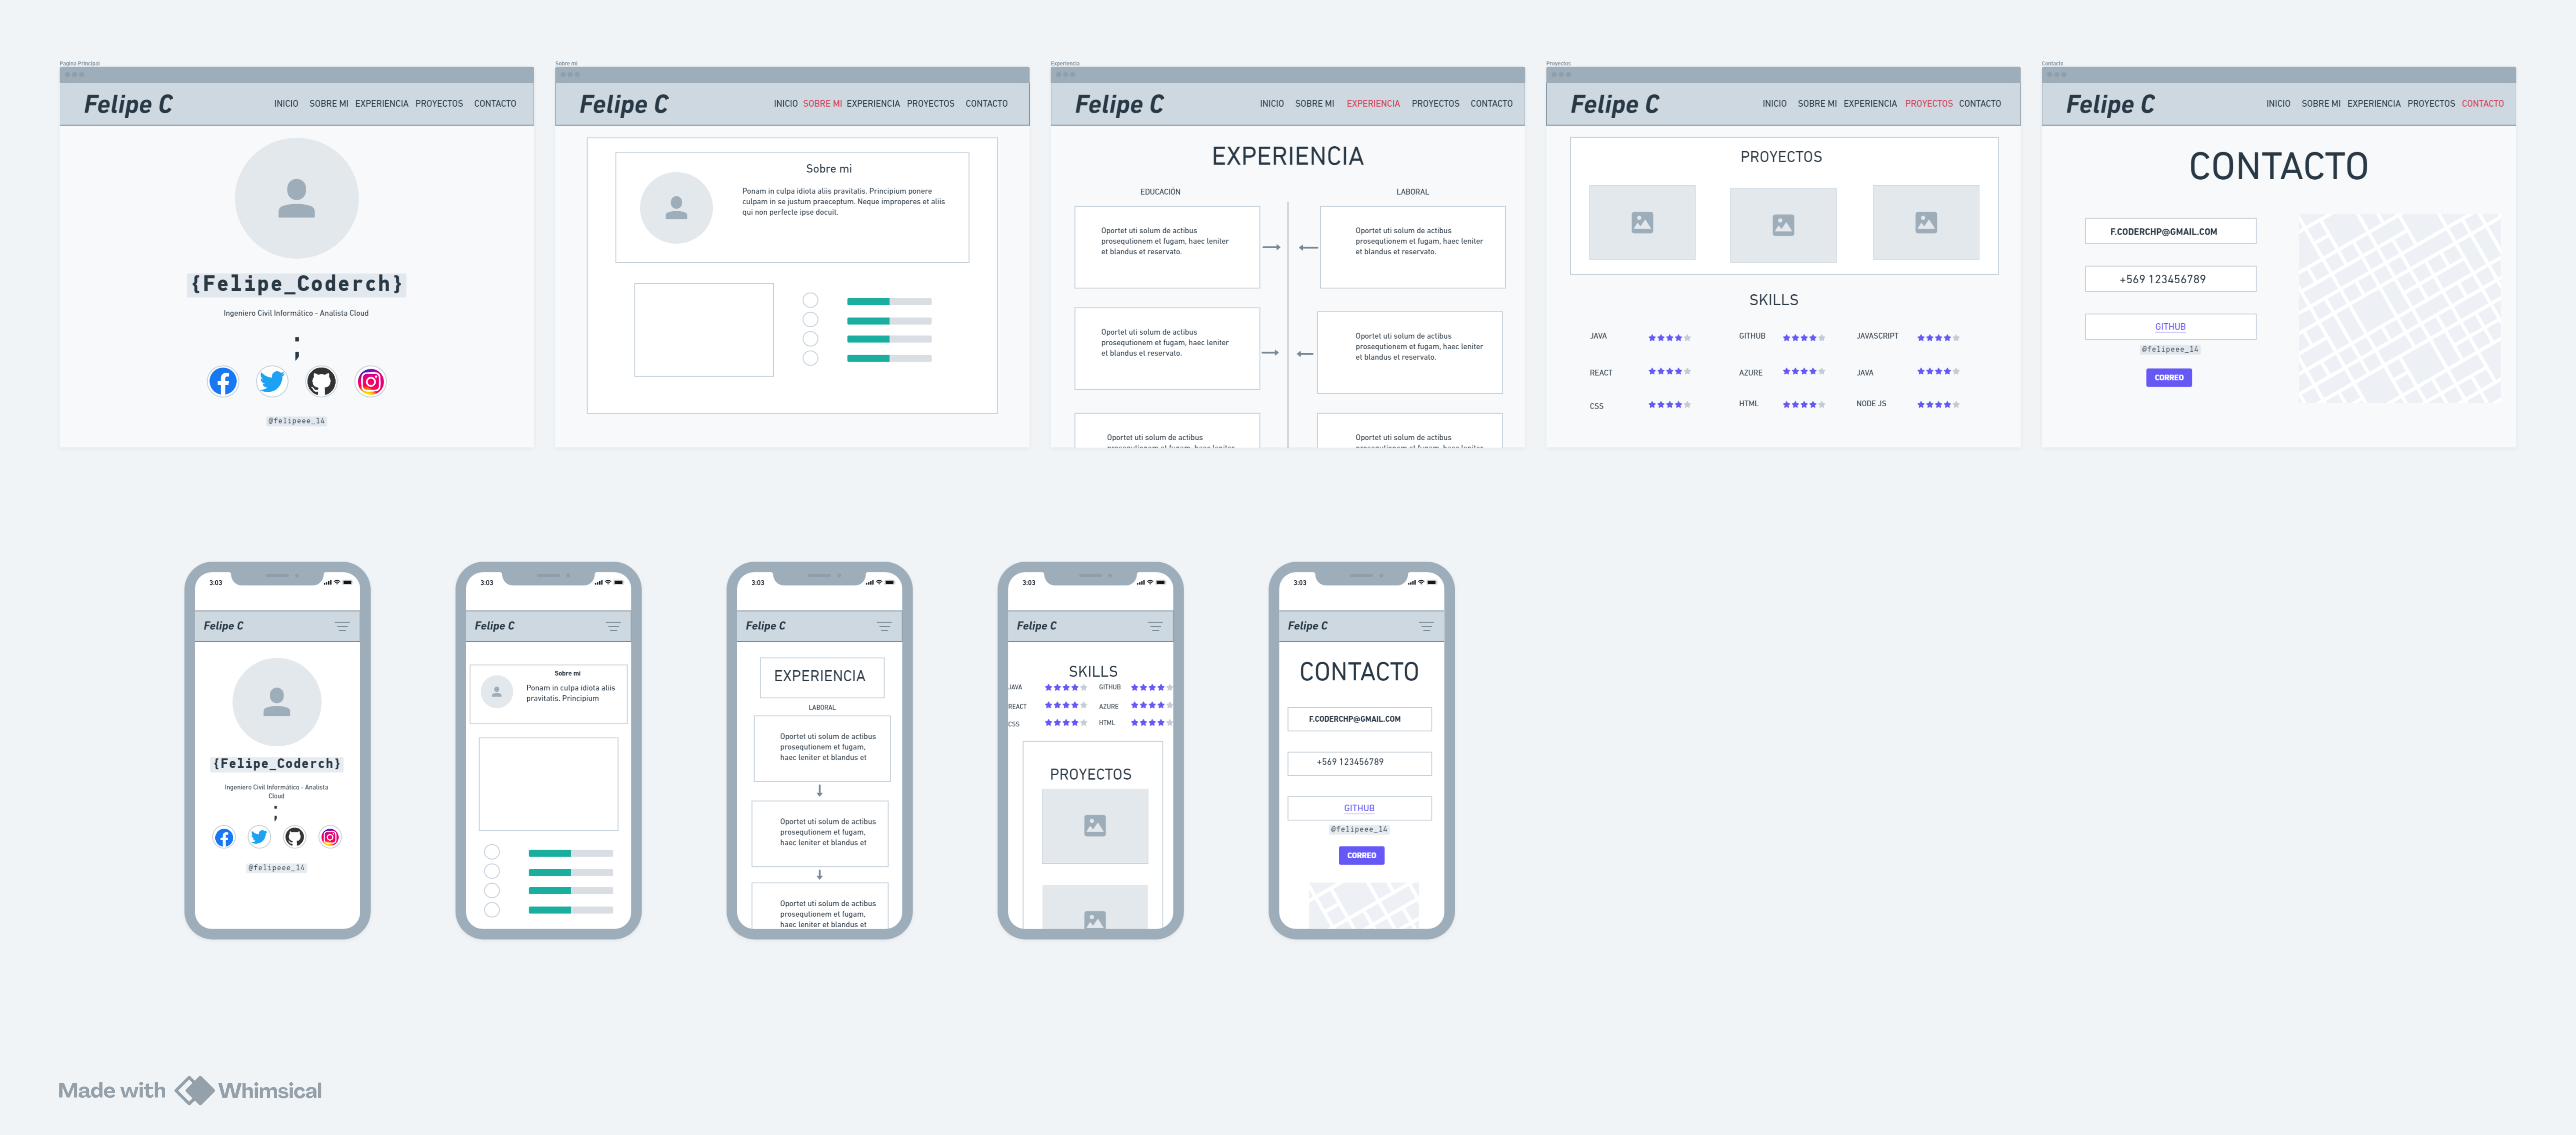 Pagina Principal
Felipe C
INICIO SOBRE MI EXPERIENCIA PROYECTOS CONTACTO
{Felipe_Coderch}
Ingeniero Civil Informático - Analista Cloud
;
@felipeee_14
Sobre mi
Felipe C
INICIO SOBRE MI EXPERIENCIA PROYECTOS CONTACTO
Sobre mi
Ponam in culpa idiota aliis pravitatis. Principium ponere
culpam in se justum praeceptum. Neque improperes et aliis
qui non perfecte ipse docuit.
Experiencia
Felipe C
INICIO SOBRE MI EXPERIENCIA PROYECTOS CONTACTO
EXPERIENCIA
EDUCACIÓN
LABORAL
Oportet uti solum de actibus
prosequtionem et fugam, haec leniter
et blandus et reservato.
Oportet uti solum de actibus
prosequtionem et fugam, haec leniter
et blandus et reservato.
Oportet uti solum de actibus
prosequtionem et fugam, haec leniter
et blandus et reservato.
Oportet uti solum de actibus
prosequtionem et fugam, haec leniter
et blandus et reservato.
Oportet uti solum de actibus
prosequtionem et fugam, haec leniter
Oportet uti solum de actibus
prosequtionem et fugam, haec leniter
Proyectos
Felipe C
INICIO SOBRE MI EXPERIENCIA PROYECTOS CONTACTO
PROYECTOS
SKILLS
JAVA GITHUB JAVASCRIPT
REACT AZURE JAVA
CSS HTML NODE JS
Contacto
Felipe C
INICIO SOBRE MI EXPERIENCIA PROYECTOS CONTACTO
CONTACTO
F.CODERCHP@GMAIL.COM
+569 123456789
GITHUB
@felipeee_14
CORREO
3:03
Felipe C
{Felipe_Coderch}
Ingeniero Civil Informático - Analista
Cloud
;
@felipeee_14
3:03
Felipe C
Sobre mi
Ponam in culpa idiota aliis
pravitatis. Principium
3:03
Felipe C
EXPERIENCIA
LABORAL
Oportet uti solum de actibus
prosequtionem et fugam,
haec leniter et blandus et
Oportet uti solum de actibus
prosequtionem et fugam,
haec leniter et blandus et
Oportet uti solum de actibus
prosequtionem et fugam,
haec leniter et blandus et
3:03
Felipe C
SKILLS
JAVA GITHUB
REACT AZURE
CSS HTML
PROYECTOS
3:03
Felipe C
CONTACTO
F.CODERCHP@GMAIL.COM
+569 123456789
GITHUB
@felipeee_14
CORREO
Made with Whimsical